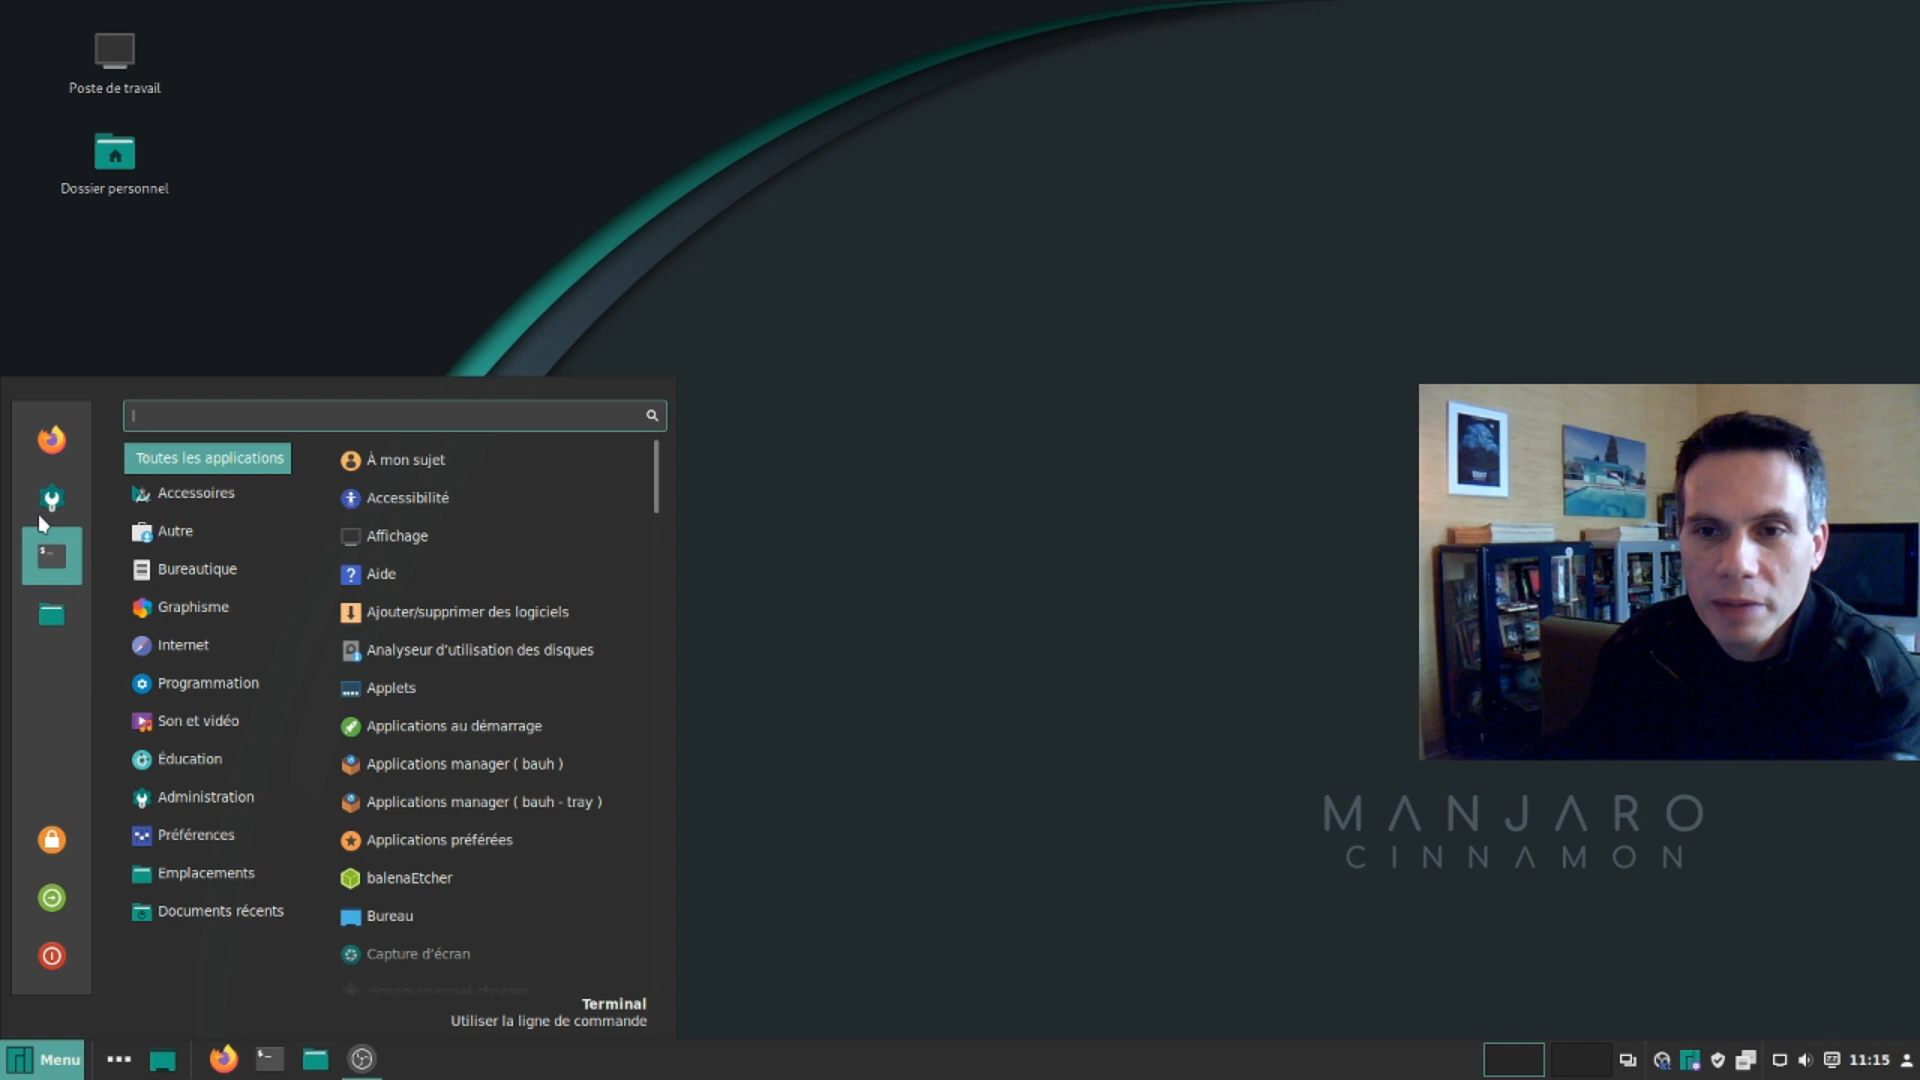 Poste de travail
Dossier personnel
Toutes les applications
Accessoires
Autre
Bureautique
Graphisme
Internet
Programmation
Son et vidéo
Éducation
Administration
Préférences
Emplacements
Documents récents
À mon sujet
Accessibilité
Affichage
Aide
Ajouter/supprimer des logiciels
Analyseur d'utilisation des disques
Applets
Applications au démarrage
Applications manager ( bauh )
Applications manager ( bauh - tray )
Applications préférées
balenaEtcher
Bureau
Capture d'écran
cinnamon-panel-chooser
Terminal
Utiliser la ligne de commande
MANJARO
CINNAMON
Menu
11:15